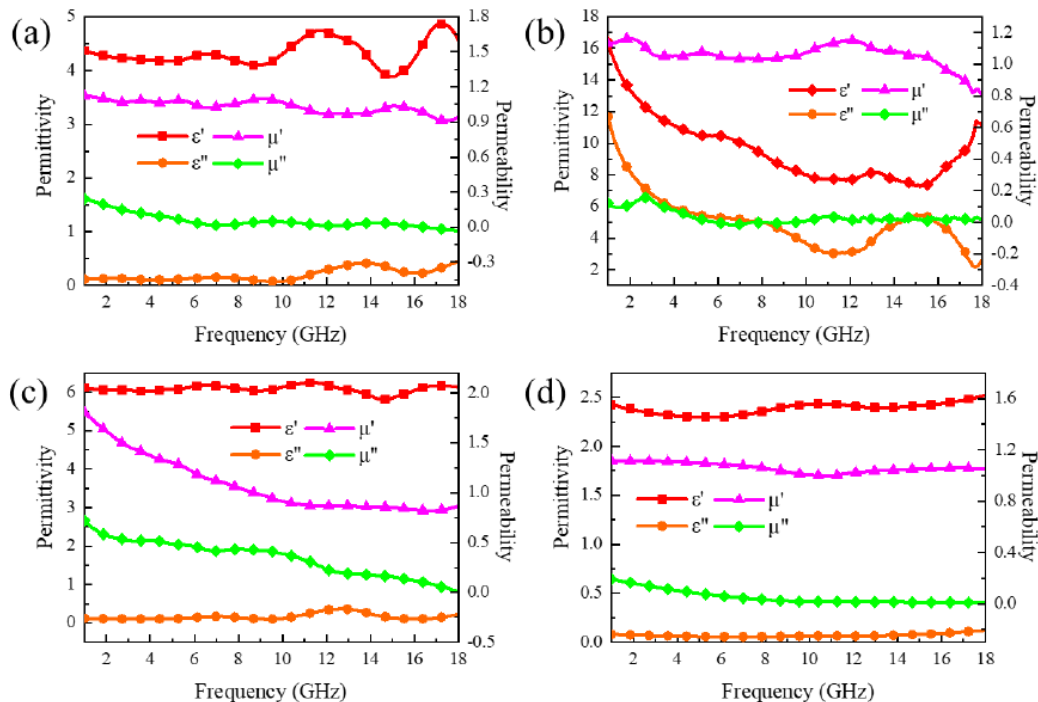 (a)
Permittivity
5
4
3
2
1
0
1.8
1.5
1.2
0.9
0.6
0.3
0.0
-0.3
Permeability
ε' μ'
ε" μ"
2 4 6 8 10 12 14 16 18
Frequency (GHz)
(b)
Permittivity
18
16
14
12
10
8
6
4
2
1.2
1.0
0.8
0.6
0.4
0.2
0.0
-0.2
-0.4
Permeability
ε' μ'
ε" μ"
2 4 6 8 10 12 14 16 18
Frequency (GHz)
(c)
Permittivity
6
5
4
3
2
1
0
2.0
1.5
1.0
0.5
0.0
-0.5
Permeability
ε' μ'
ε" μ"
2 4 6 8 10 12 14 16 18
Frequency (GHz)
(d)
Permittivity
2.5
2.0
1.5
1.0
0.5
0.0
1.6
1.2
0.8
0.4
0.0
Permeability
ε' μ'
ε" μ"
2 4 6 8 10 12 14 16 18
Frequency (GHz)